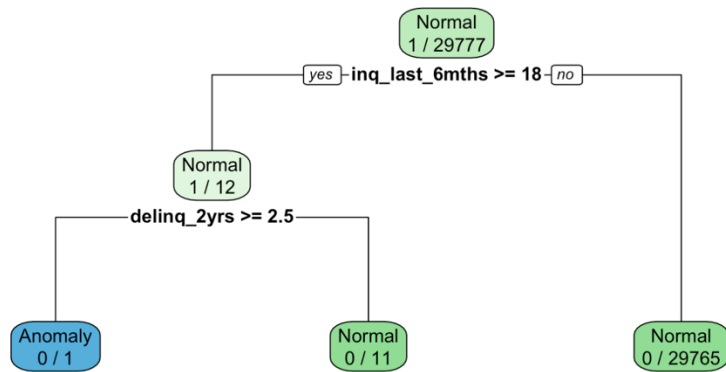 Normal
1 / 29777
yes inq_last_6mths >= 18 no
Normal
1 / 12
delinq_2yrs >= 2.5
Anomaly
0 / 1
Normal
0 / 11
Normal
0 / 29765